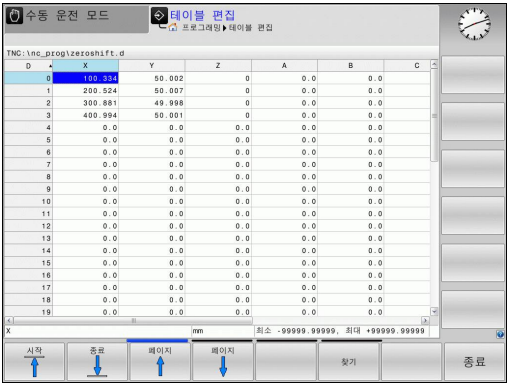 수동 운전 모드
테이블 편집
프로그래밍 테이블 편집
TNC:\nc_prog\zeroshift.d
D X Y Z A B C
0 100.334 50.002 0 0.0 0.0
1 200.524 50.007 0 0.0 0.0
2 300.881 49.998 0 0.0 0.0
3 400.994 50.001 0 0.0 0.0
4 0.0 0.0 0.0 0.0 0.0
5 0.0 0.0 0.0 0.0 0.0
6 0.0 0.0 0.0 0.0 0.0
7 0.0 0.0 0.0 0.0 0.0
8 0.0 0.0 0.0 0.0 0.0
9 0.0 0.0 0.0 0.0 0.0
10 0.0 0.0 0.0 0.0 0.0
11 0.0 0.0 0.0 0.0 0.0
12 0.0 0.0 0.0 0.0 0.0
13 0.0 0.0 0.0 0.0 0.0
14 0.0 0.0 0.0 0.0 0.0
15 0.0 0.0 0.0 0.0 0.0
16 0.0 0.0 0.0 0.0 0.0
17 0.0 0.0 0.0 0.0 0.0
18 0.0 0.0 0.0 0.0 0.0
19 0.0 0.0 0.0 0.0 0.0
X mm 최소 -99999.99999, 최대 +99999.99999
시작 종료 페이지 페이지 찾기 종료